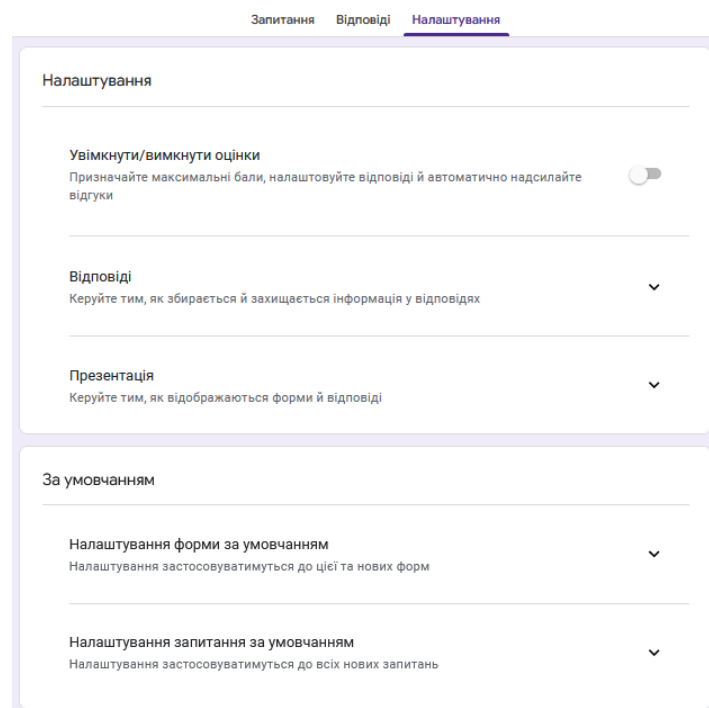 Запитання Відповіді Налаштування
Налаштування
Увімкнути/вимкнути оцінки
Призначайте максимальні бали, налаштовуйте відповіді й автоматично надсилайте
відгуки
Відповіді
Керуйте тим, як збирається й захищається інформація у відповідях
Презентація
Керуйте тим, як відображаються форми й відповіді
За умовчанням
Налаштування форми за умовчанням
Налаштування застосовуватимуться до цієї та нових форм
Налаштування запитання за умовчанням
Налаштування застосовуватимуться до всіх нових запитань